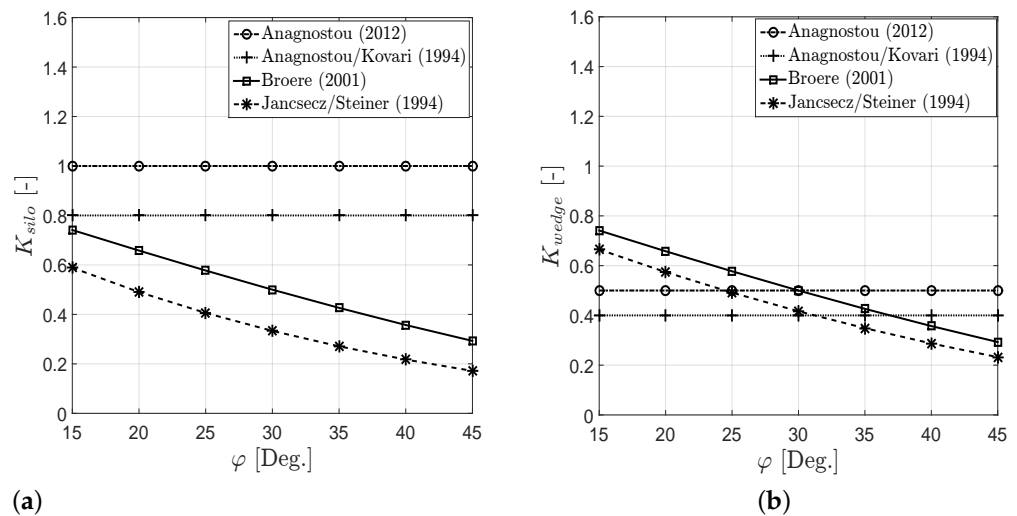 1.6
1.4
1.2
1
0.8
0.6
0.4
0.2
0
15 20 25 30 35 40 45
K_silo [-]
φ [Deg.]
Anagnostou (2012)
Anagnostou/Kovari (1994)
Broere (2001)
Jancsecz/Steiner (1994)
(a)
1.6
1.4
1.2
1
0.8
0.6
0.4
0.2
0
15 20 25 30 35 40 45
K_wedge [-]
φ [Deg.]
Anagnostou (2012)
Anagnostou/Kovari (1994)
Broere (2001)
Jancsecz/Steiner (1994)
(b)